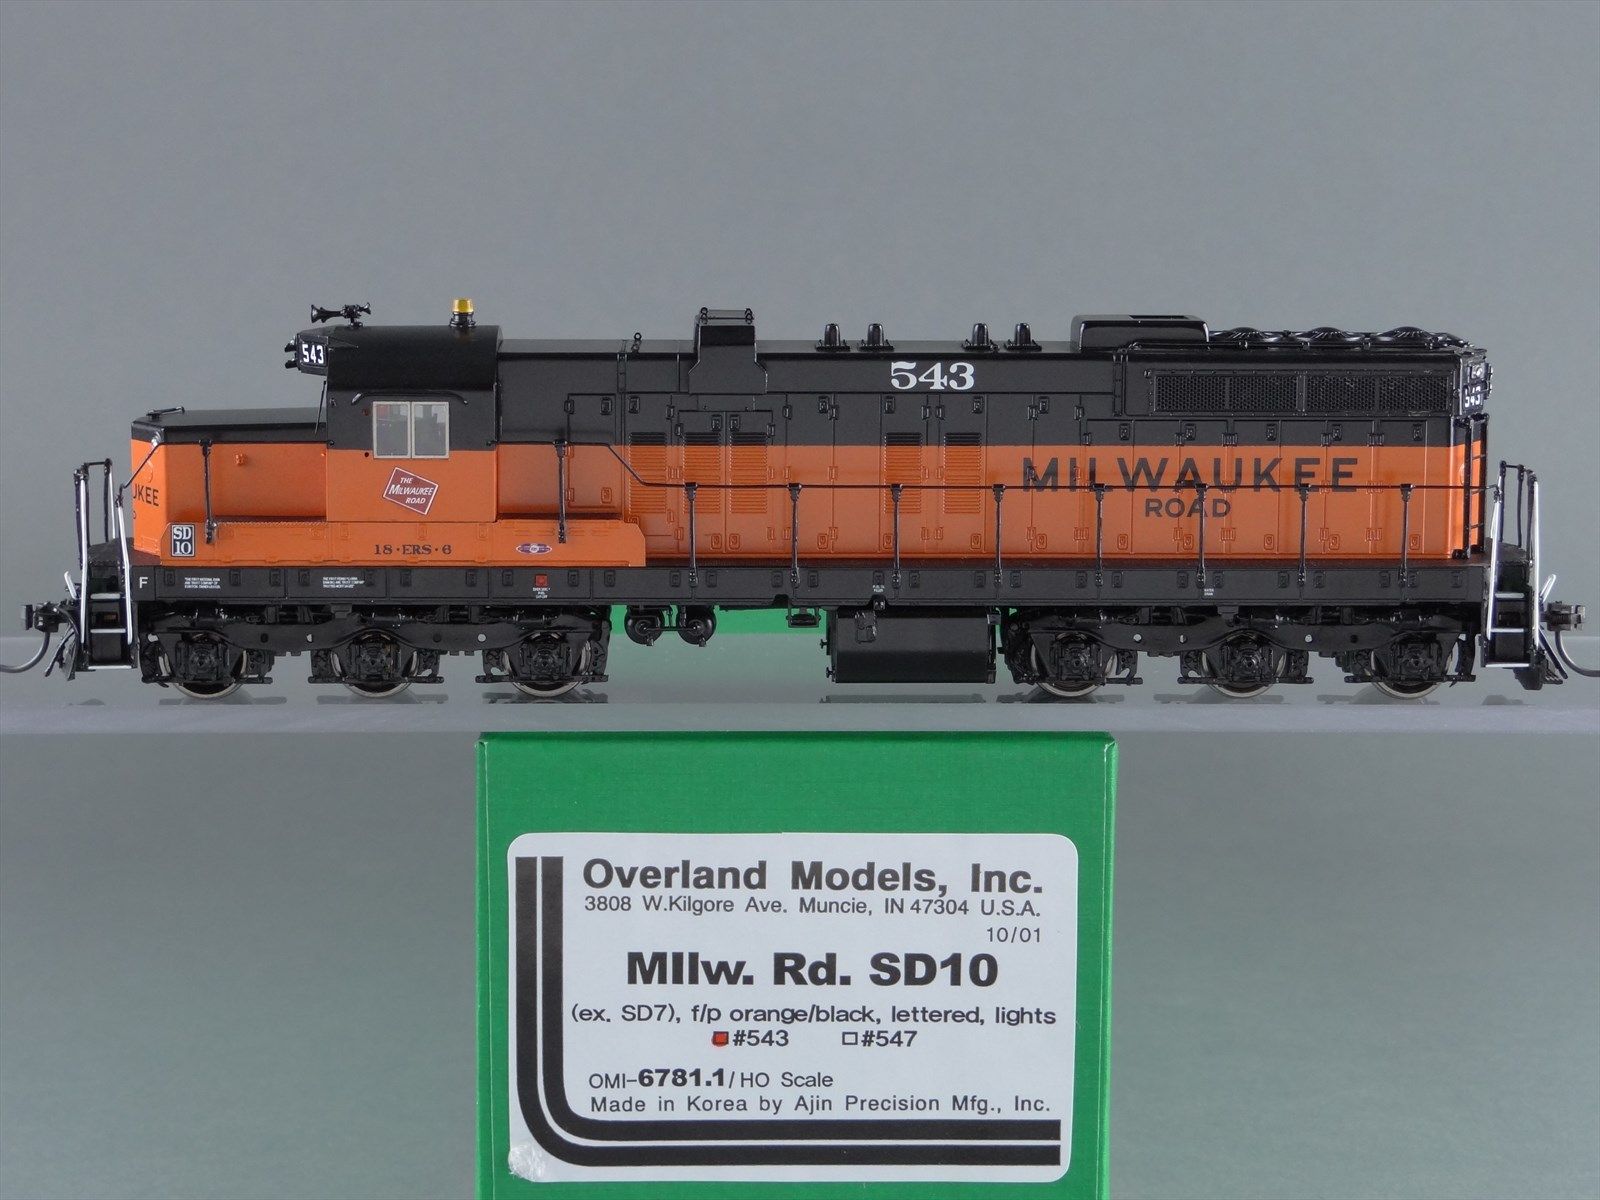 543
543
543
MILWAUKEE
ROAD
THE
MILWAUKEE
ROAD
UKEE
SD
10
18·ERS·6
F
Overland Models, Inc.
3808 W.Kilgore Ave. Muncie, IN 47304 U.S.A.
10/01
MIlw. Rd. SD10
(ex. SD7), f/p orange/black, lettered, lights
#543 #547
OMI-6781.1/HO Scale
Made in Korea by Ajin Precision Mfg., Inc.